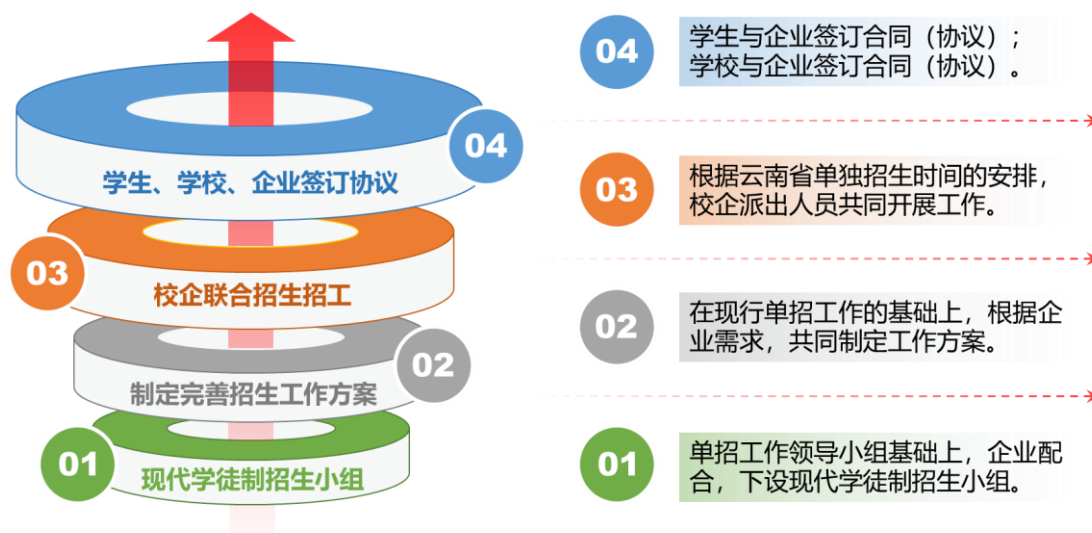 04
学生、学校、企业签订协议
03
校企联合招生招工
02
制定完善招生工作方案
01
现代学徒制招生小组
04
学生与企业签订合同（协议）；
学校与企业签订合同（协议）。
03
根据云南省单独招生时间的安排，
校企派出人员共同开展工作。
02
在现行单招工作的基础上，根据企
业需求，共同制定工作方案。
01
单招工作领导小组基础上，企业配
合，下设现代学徒制招生小组。